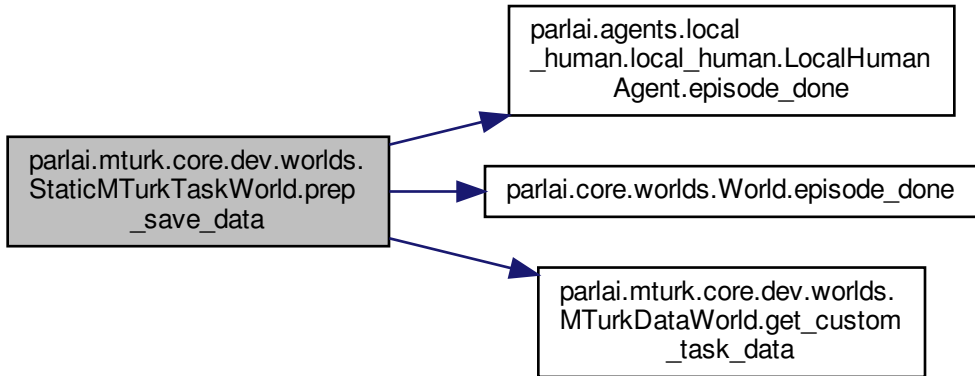 parlai.mturk.core.dev.worlds.
StaticMTurkTaskWorld.prep
_save_data
parlai.agents.local
_human.local_human.LocalHuman
Agent.episode_done
parlai.core.worlds.World.episode_done
parlai.mturk.core.dev.worlds.
MTurkDataWorld.get_custom
_task_data